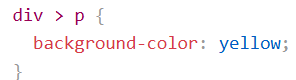 div > p {
  background-color: yellow;
}